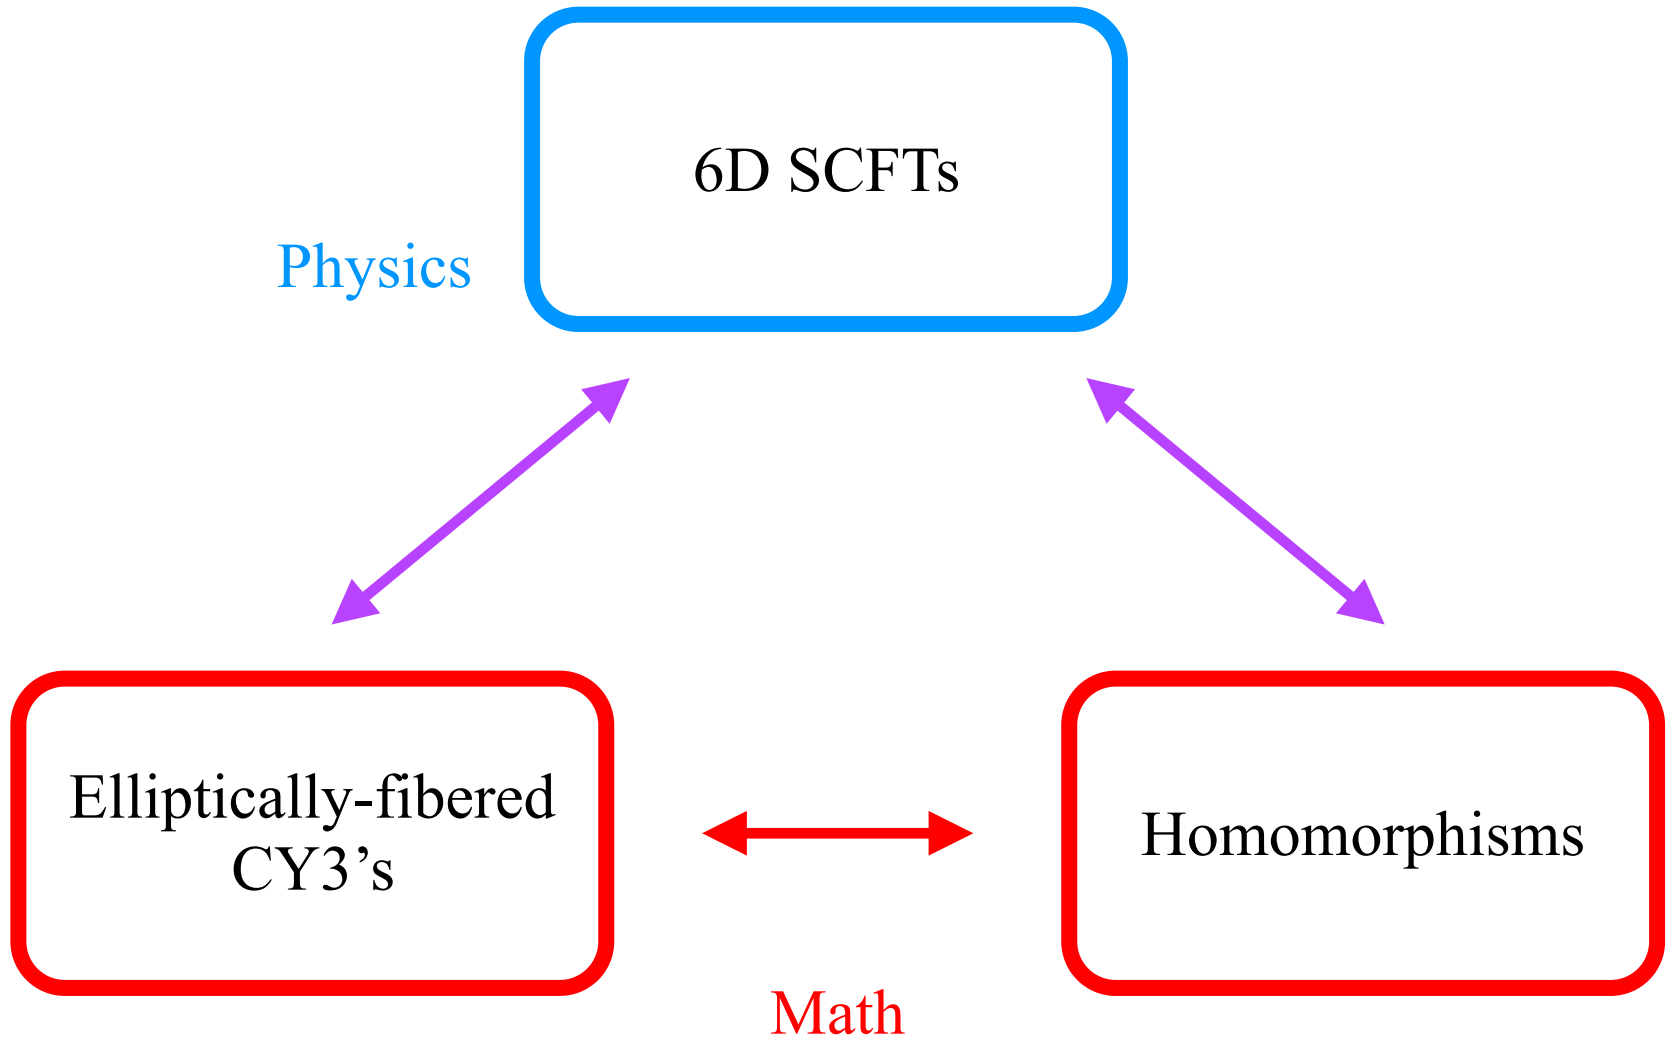 6D SCFTs
Physics
Elliptically-fibered
CY3’s
Homomorphisms
Math